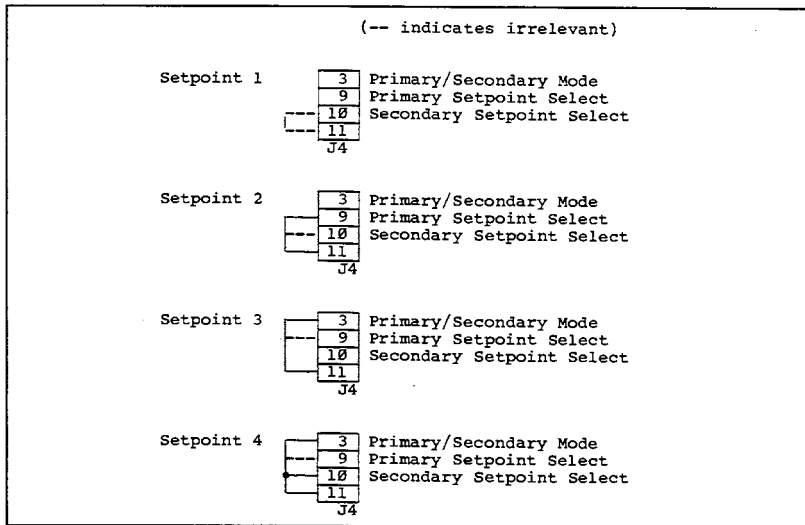 (-- indicates irrelevant)
Setpoint 1
3 Primary/Secondary Mode
9 Primary Setpoint Select
10 Secondary Setpoint Select
11
J4
Setpoint 2
3 Primary/Secondary Mode
9 Primary Setpoint Select
10 Secondary Setpoint Select
11
J4
Setpoint 3
3 Primary/Secondary Mode
9 Primary Setpoint Select
10 Secondary Setpoint Select
11
J4
Setpoint 4
3 Primary/Secondary Mode
9 Primary Setpoint Select
10 Secondary Setpoint Select
11
J4